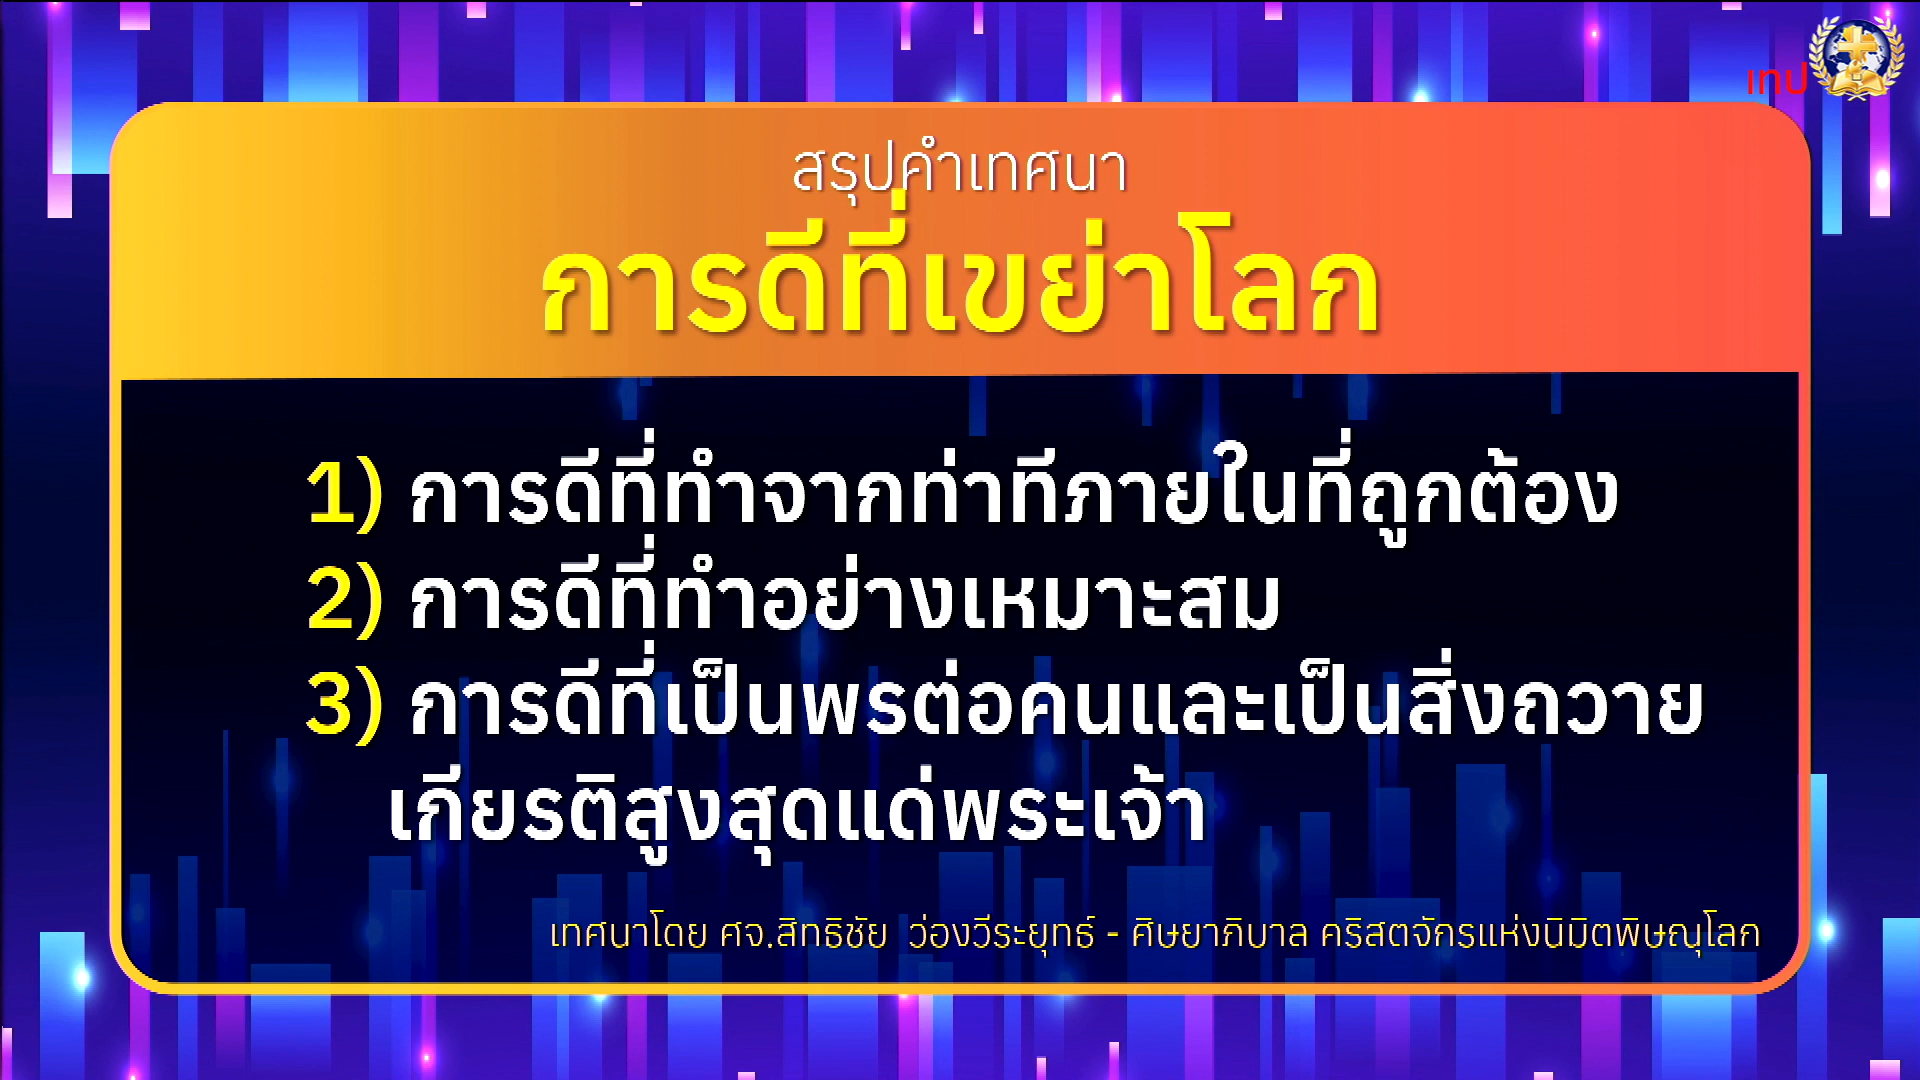 เทป
สรุปคำเทศนา
การดีที่เขย่าโลก
1) การดีที่ทำจากท่าทีภายในที่ถูกต้อง
2) การดีที่ทำอย่างเหมาะสม
3) การดีที่เป็นพรต่อคนและเป็นสิ่งถวาย
เกียรติสูงสุดแด่พระเจ้า
เทศนาโดย ศจ.สิทธิชัย ว่องวีระยุทธ์ - ศิษยาภิบาล คริสตจักรแห่งนิมิตพิษณุโลก